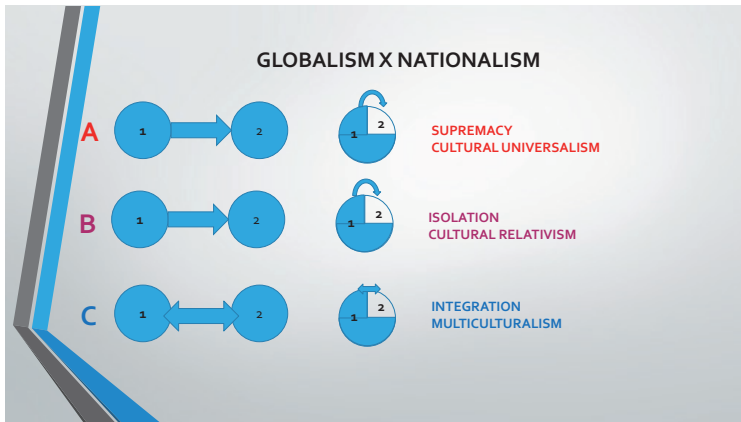 GLOBALISM X NATIONALISM
A
1
2
1
2
SUPREMACY
CULTURAL UNIVERSALISM
B
1
2
1
2
ISOLATION
CULTURAL RELATIVISM
C
1
2
1
2
INTEGRATION
MULTICULTURALISM